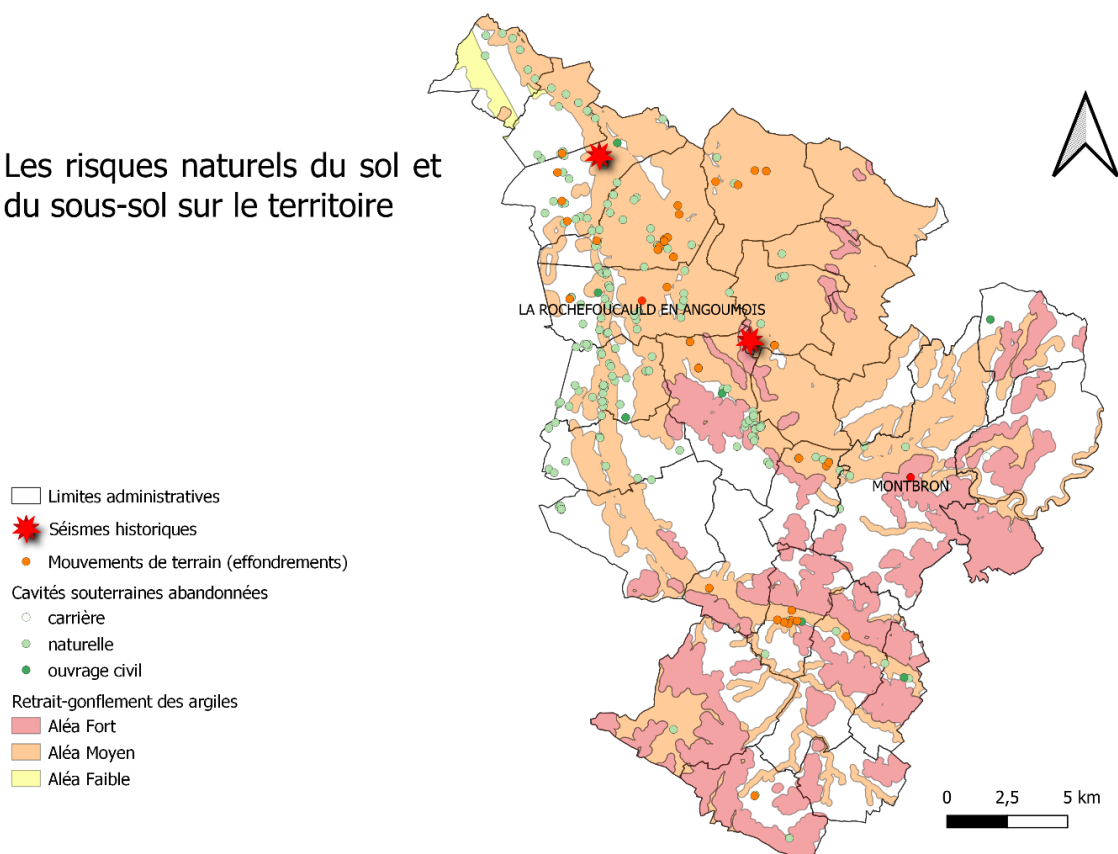 Les risques naturels du sol et
du sous-sol sur le territoire
LA ROCHEFOUCAULD EN ANGOUMOIS
MONTBRON
Limites administratives
Séismes historiques
Mouvements de terrain (effondrements)
Cavités souterraines abandonnées
carrière
naturelle
ouvrage civil
Retrait-gonflement des argiles
Aléa Fort
Aléa Moyen
Aléa Faible
0 2,5 5 km